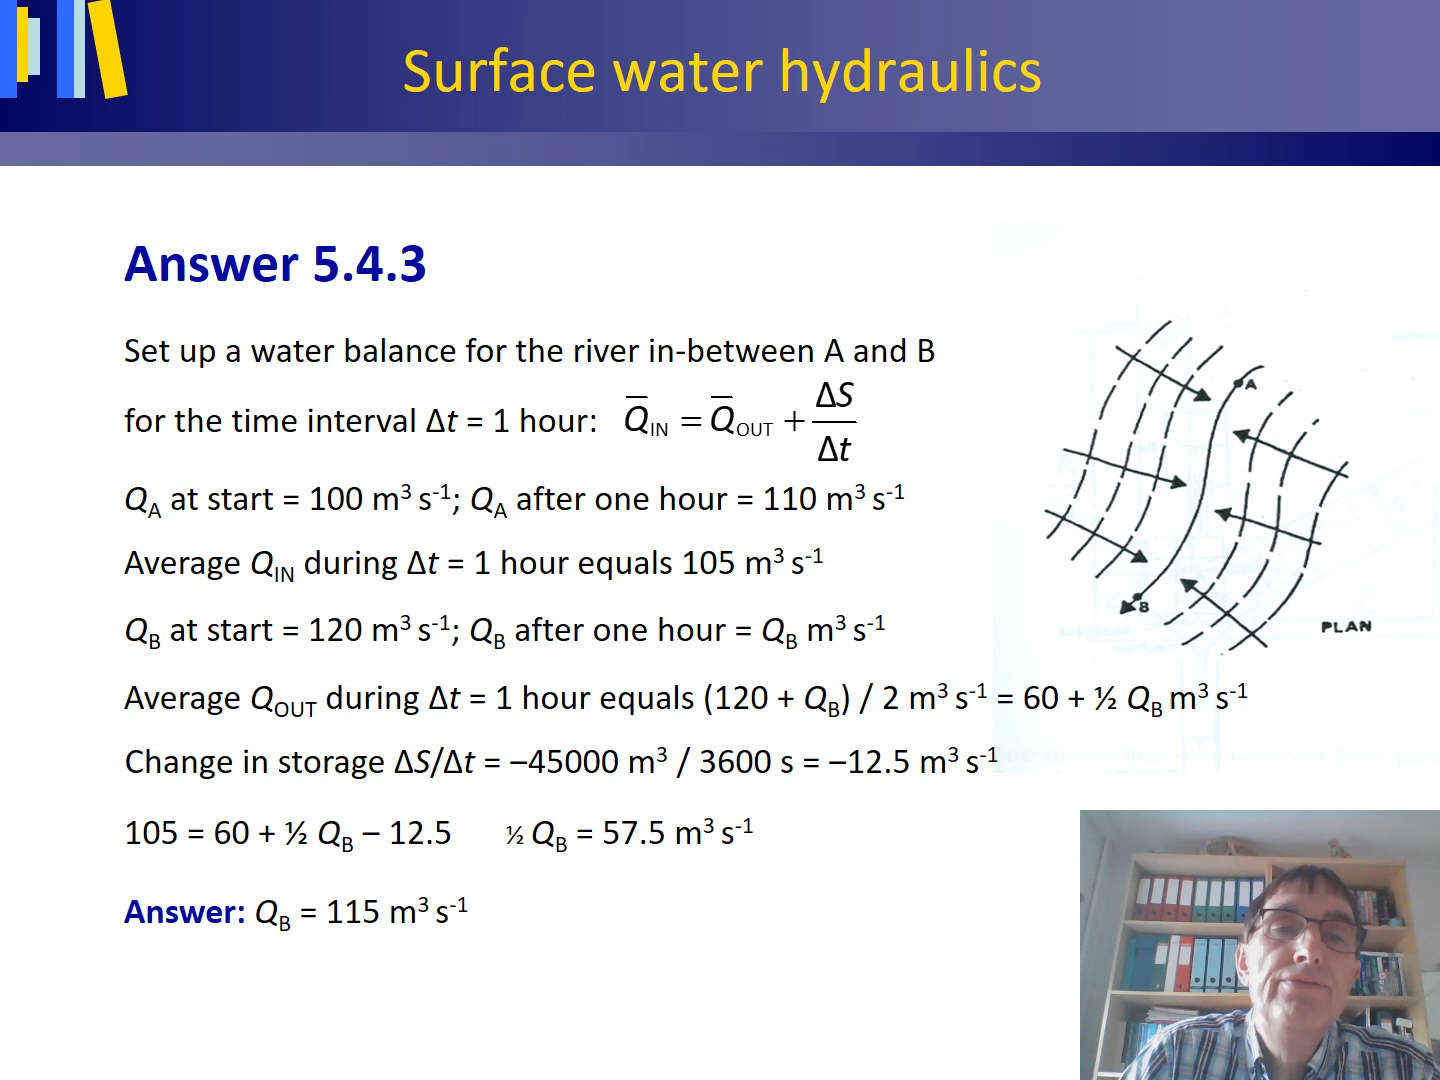 Surface water hydraulics
Answer 5.4.3
Set up a water balance for the river in-between A and B
for the time interval Δt = 1 hour: Q̅IN = Q̅OUT + ΔS/Δt
QA at start = 100 m³ s⁻¹; QA after one hour = 110 m³ s⁻¹
Average QIN during Δt = 1 hour equals 105 m³ s⁻¹
QB at start = 120 m³ s⁻¹; QB after one hour = QB m³ s⁻¹
Average QOUT during Δt = 1 hour equals (120 + QB) / 2 m³ s⁻¹ = 60 + ½ QB m³ s⁻¹
Change in storage ΔS/Δt = –45000 m³ / 3600 s = –12.5 m³ s⁻¹
105 = 60 + ½ QB – 12.5 ½ QB = 57.5 m³ s⁻¹
Answer: QB = 115 m³ s⁻¹
A
B
PLAN